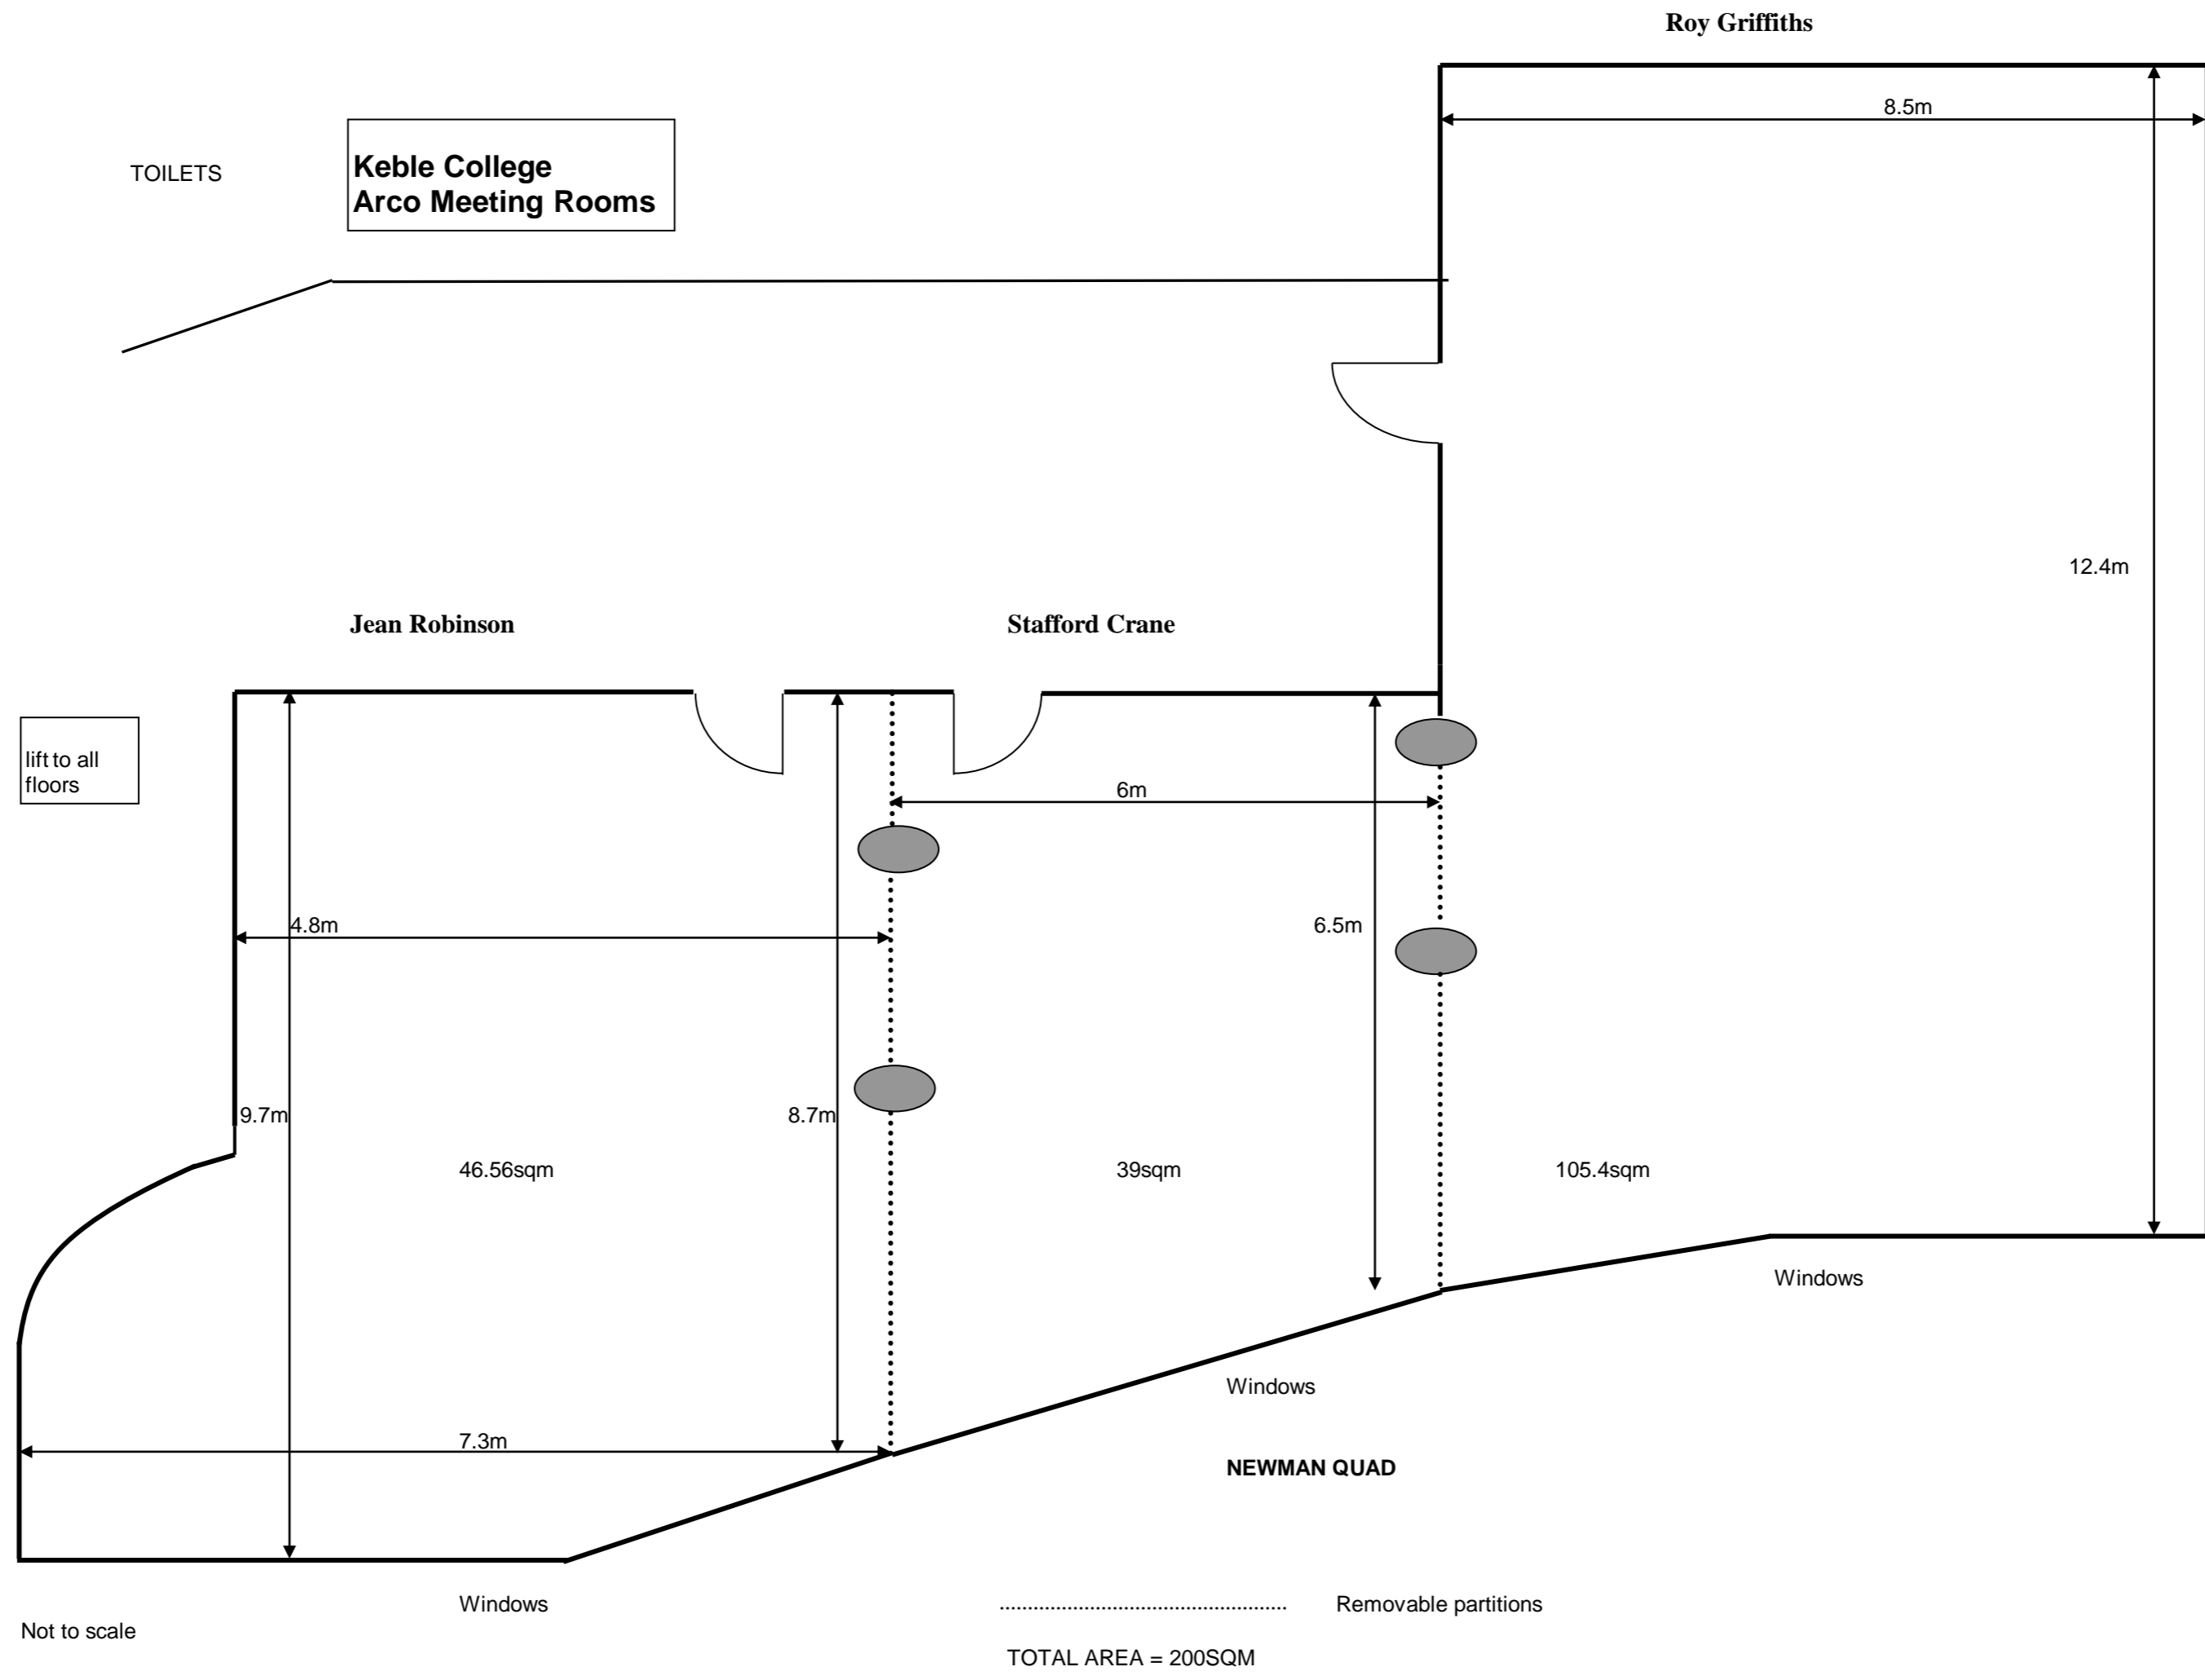 Roy Griffiths
8.5m
TOILETS
Keble College
Arco Meeting Rooms
12.4m
Jean Robinson
Stafford Crane
lift to all
floors
6m
4.8m
6.5m
9.7m
8.7m
46.56sqm
39sqm
105.4sqm
Windows
Windows
7.3m
NEWMAN QUAD
Windows
Removable partitions
Not to scale
TOTAL AREA = 200SQM